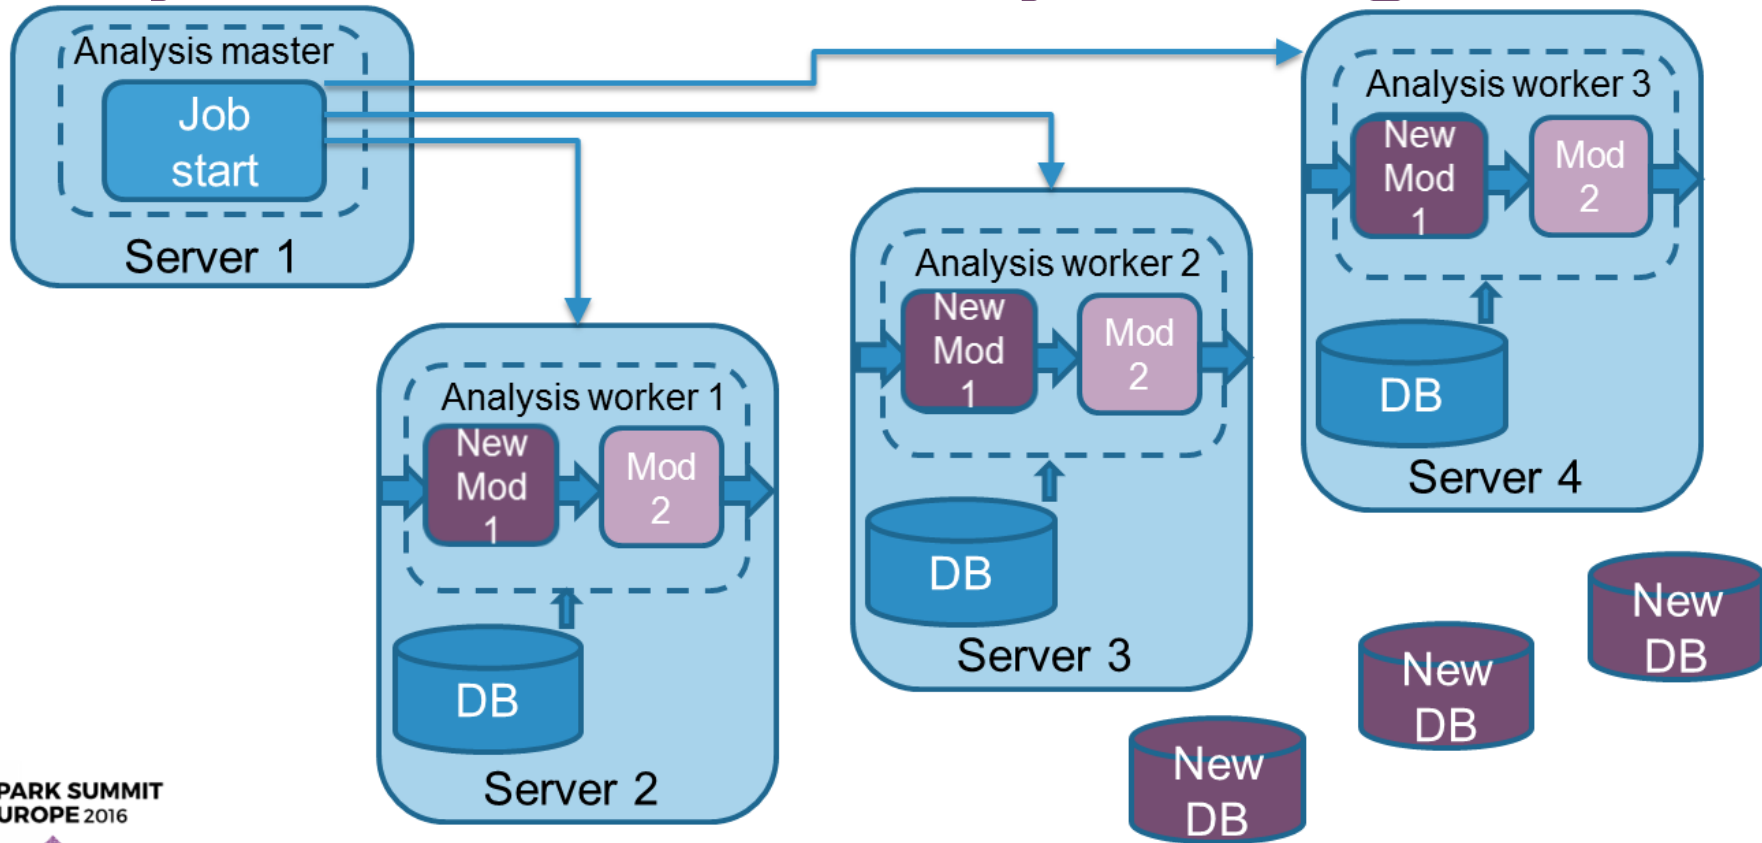 Analysis master
Job
start
Server 1
Analysis worker 1
New
Mod
1
Mod
2
DB
Server 2
Analysis worker 2
New
Mod
1
Mod
2
DB
Server 3
Analysis worker 3
New
Mod
1
Mod
2
DB
Server 4
New
DB
New
DB
New
DB
PARK SUMMIT
UROPE 2016